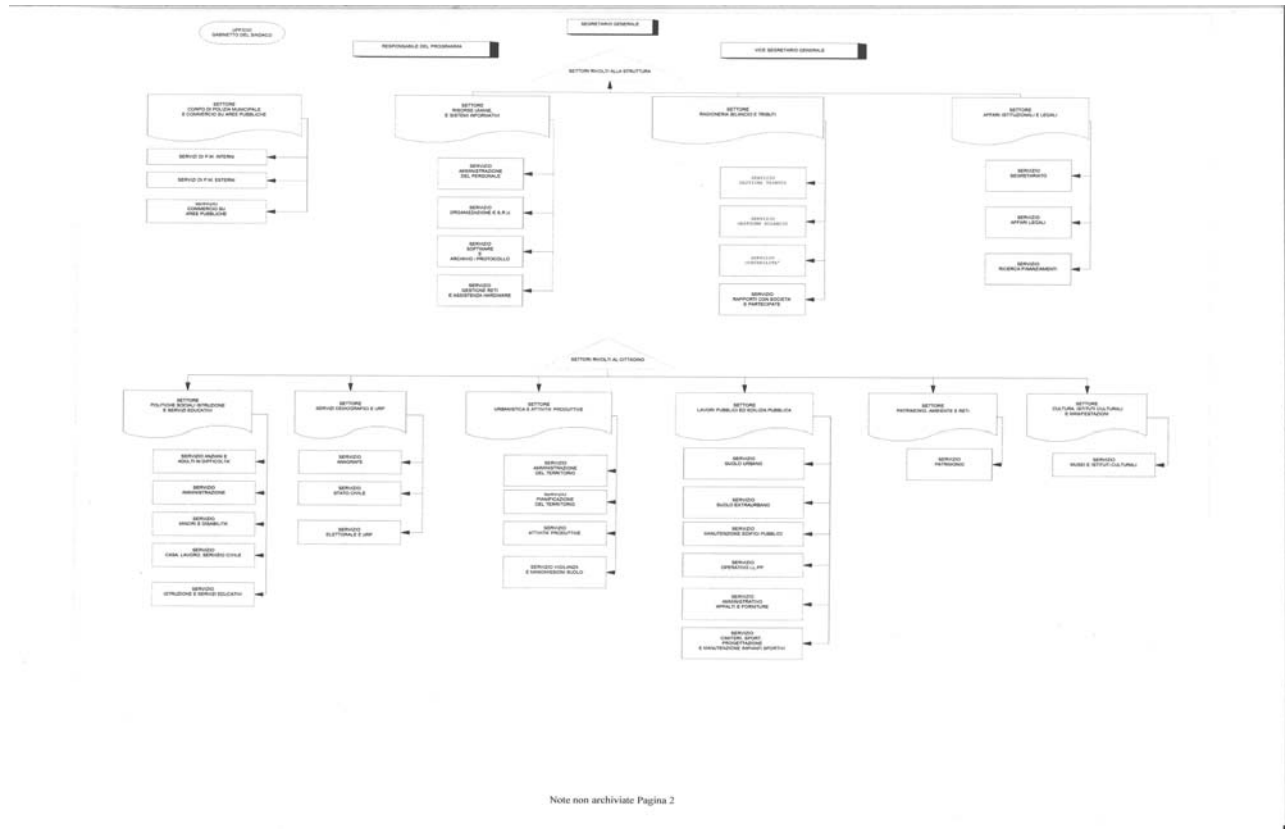 UFFICIO
GABINETTO DEL SINDACO
SEGRETARIO GENERALE
RESPONSABILE DEL PROGRAMMA
VICE SEGRETARIO GENERALE
SETTORI RIVOLTI ALLA STRUTTURA
SETTORE
CORPO DI POLIZIA MUNICIPALE
E COMMERCIO SU AREE PUBBLICHE
SERVIZI DI P.M. INTERNI
SERVIZI DI P.M. ESTERNI
SERVIZIO
COMMERCIO SU
AREE PUBBLICHE
SETTORE
RISORSE UMANE,
E SISTEMI INFORMATIVI
SERVIZIO
AMMINISTRAZIONE
DEL PERSONALE
SERVIZIO
ORGANIZZAZIONE E S.R.U.
SERVIZIO
SOFTWARE
E
ARCHIVIO / PROTOCOLLO
SERVIZIO
GESTIONE RETI
E ASSISTENZA HARDWARE
SETTORE
RAGIONERIA BILANCIO E TRIBUTI
SERVIZIO
GESTIONE TRIBUTI
SERVIZIO
GESTIONE BILANCIO
SERVIZIO
CONTABILITA'
SERVIZIO
RAPPORTI CON SOCIETA'
E PARTECIPATE
SETTORE
AFFARI ISTITUZIONALI E LEGALI
SERVIZIO
SEGRETARIATO
SERVIZIO
AFFARI LEGALI
SERVIZIO
RICERCA FINANZIAMENTI
SETTORI RIVOLTI AL CITTADINO
SETTORE
POLITICHE SOCIALI ISTRUZIONE
E SERVIZI EDUCATIVI
SERVIZIO ANZIANI E
ADULTI IN DIFFICOLTA'
SERVIZIO
AMMINISTRAZIONE
SERVIZIO
MINORI E DISABILITA'
SERVIZIO
CASA, LAVORO, SERVIZIO CIVILE
SERVIZIO
ISTRUZIONE E SERVIZI EDUCATIVI
SETTORE
SERVIZI DEMOGRAFICI E URP
SERVIZIO
ANAGRAFE
SERVIZIO
STATO CIVILE
SERVIZIO
ELETTORALE E URP
SETTORE
URBANISTICA E ATTIVITA' PRODUTTIVE
SERVIZIO
AMMINISTRAZIONE
DEL TERRITORIO
SERVIZIO
PIANIFICAZIONE
DEL TERRITORIO
SERVIZIO
ATTIVITA' PRODUTTIVE
SERVIZIO VIGILANZA
E MANOMISSIONI SUOLO
SETTORE
LAVORI PUBBLICI ED EDILIZIA PUBBLICA
SERVIZIO
SUOLO URBANO
SERVIZIO
SUOLO EXTRAURBANO
SERVIZIO
MANUTENZIONE EDIFICI PUBBLICI
SERVIZIO
OPERATIVO LL.PP.
SERVIZIO
AMMINISTRATIVO
APPALTI E FORNITURE
SERVIZIO
CIMITERI, SPORT,
PROGETTAZIONE
E MANUTENZIONE IMPIANTI SPORTIVI
SETTORE
PATRIMONIO, AMBIENTE E RETI
SERVIZIO
PATRIMONIO
SETTORE
CULTURA, ISTITUTI CULTURALI
E MANIFESTAZIONI
SERVIZIO
MUSEI E ISTITUTI CULTURALI
Note non archiviate Pagina 2